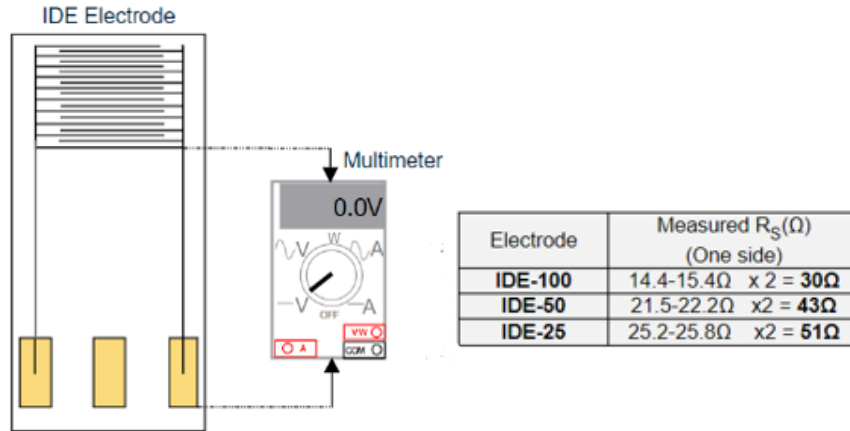 IDE Electrode
Multimeter
0.0V
W
V
A
V
A
OFF
VW
A
COM
Electrode
Measured RS(Ω)
(One side)
IDE-100
14.4-15.4Ω x 2 = 30Ω
IDE-50
21.5-22.2Ω x2 = 43Ω
IDE-25
25.2-25.8Ω x2 = 51Ω